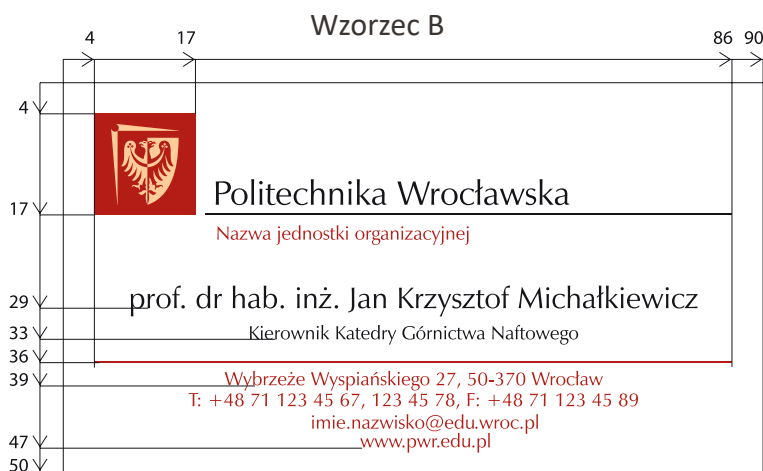 Wzorzec B
4 17 86 90
4
Politechnika Wrocławska
17
Nazwa jednostki organizacyjnej
29 prof. dr hab. inż. Jan Krzysztof Michałkiewicz
33 Kierownik Katedry Górnictwa Naftowego
36
39 Wybrzeże Wyspiańskiego 27, 50-370 Wrocław
T: +48 71 123 45 67, 123 45 78, F: +48 71 123 45 89
imie.nazwisko@edu.wroc.pl
47 www.pwr.edu.pl
50